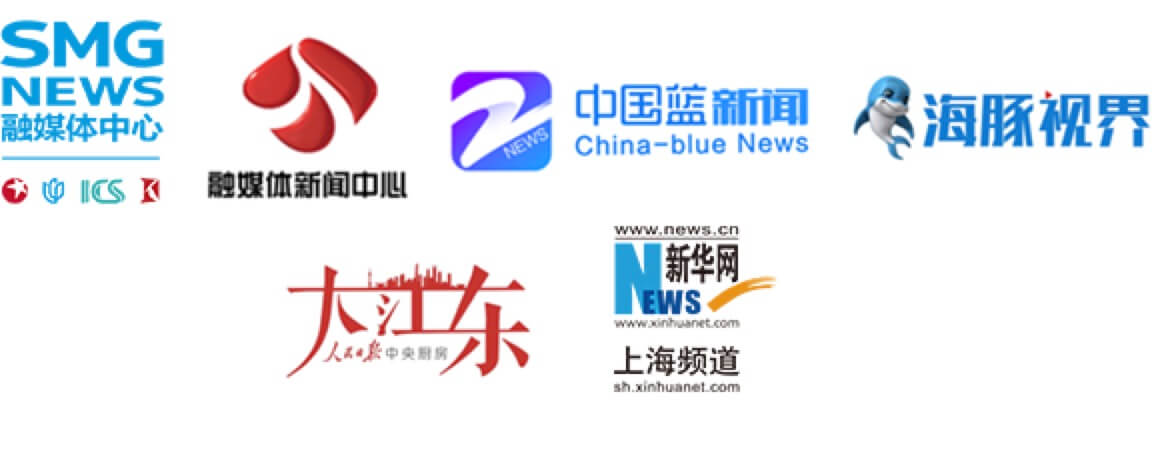 SMG
NEWS
融媒体中心
ICS
融媒体新闻中心
NEWS
中国蓝新闻
China-blue News
海豚视界
大江东
人民日报中央厨房
www.news.cn
新华网
NEWS
www.xinhuanet.com
上海频道
sh.xinhuanet.com